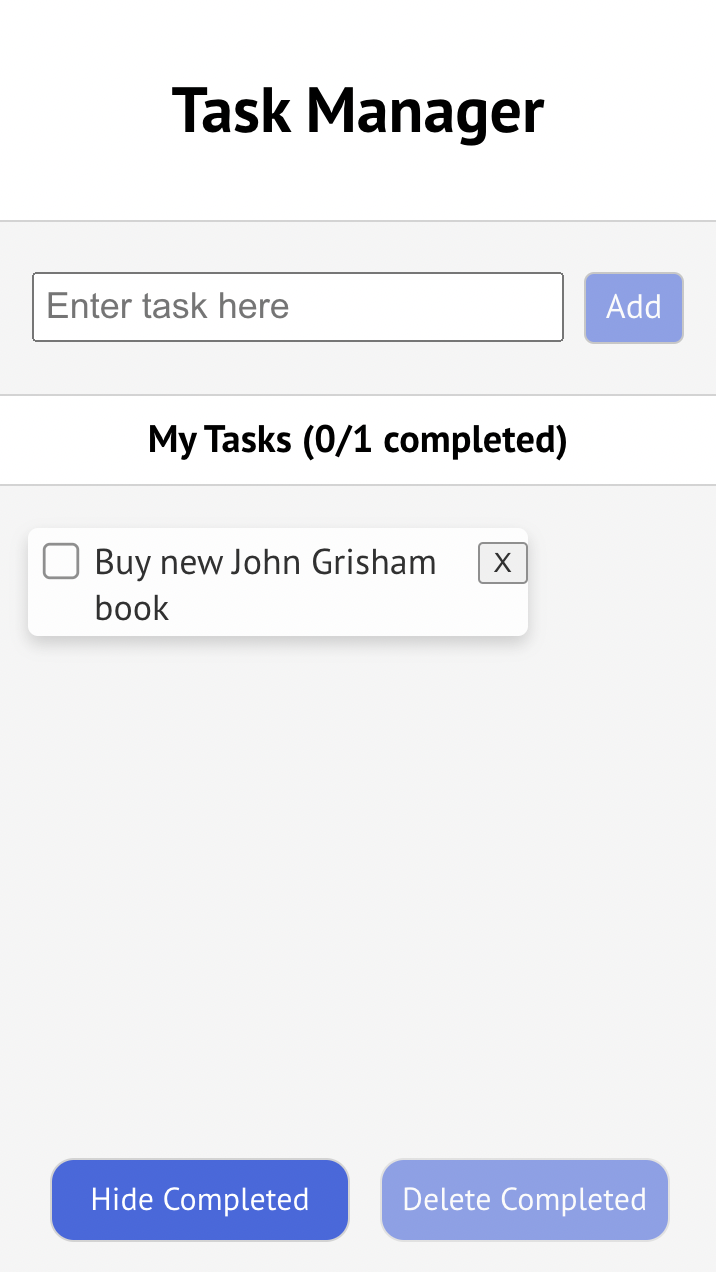 Task Manager
Enter task here
Add
My Tasks (0/1 completed)
Buy new John Grisham
book
X
Hide Completed
Delete Completed